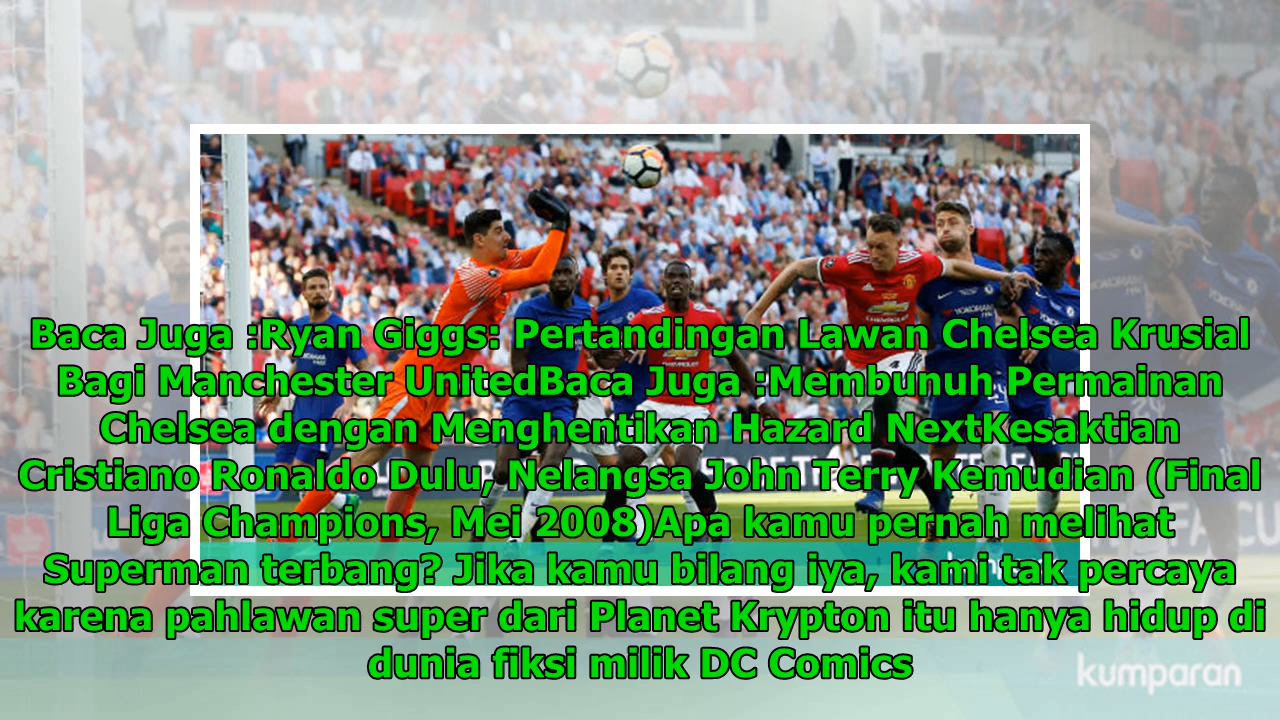 Baca Juga :Ryan Giggs: Pertandingan Lawan Chelsea Krusial
Bagi Manchester UnitedBaca Juga :Membunuh Permainan
Chelsea dengan Menghentikan Hazard NextKesaktian
Cristiano Ronaldo Dulu, Nelangsa John Terry Kemudian (Final
Liga Champions, Mei 2008)Apa kamu pernah melihat
Superman terbang? Jika kamu bilang iya, kami tak percaya
karena pahlawan super dari Planet Krypton itu hanya hidup di
dunia fiksi milik DC Comics
kumparan